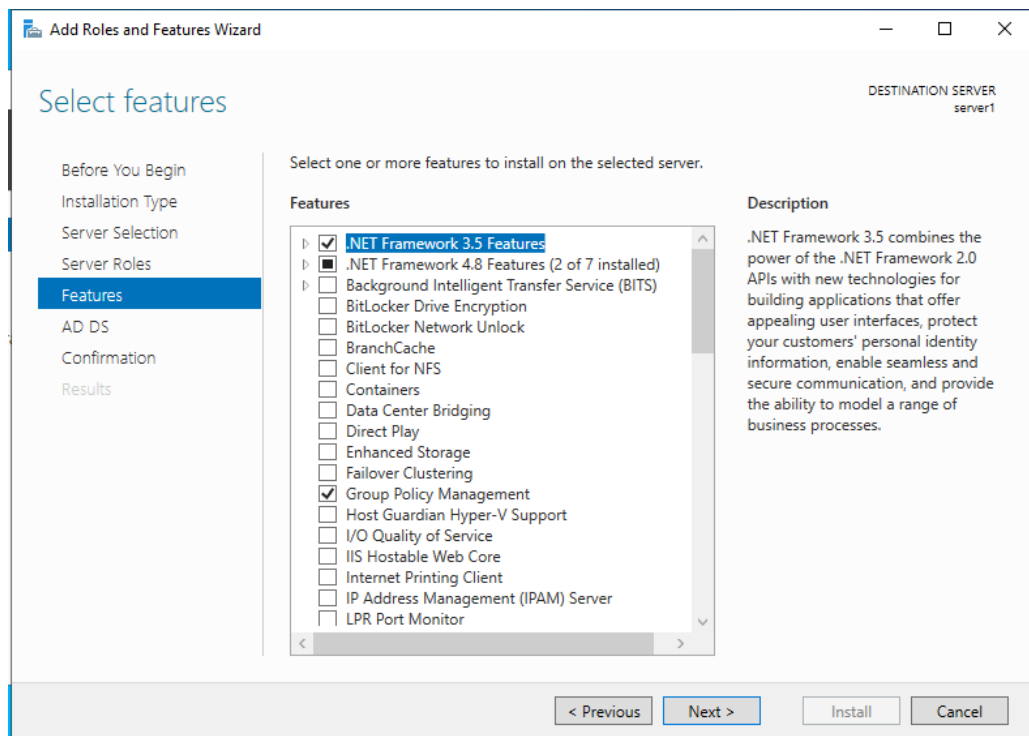 Add Roles and Features Wizard
Select features
DESTINATION SERVER
server1
Before You Begin
Installation Type
Server Selection
Server Roles
Features
AD DS
Confirmation
Results
Select one or more features to install on the selected server.
Features
.NET Framework 3.5 Features
.NET Framework 4.8 Features (2 of 7 installed)
Background Intelligent Transfer Service (BITS)
BitLocker Drive Encryption
BitLocker Network Unlock
BranchCache
Client for NFS
Containers
Data Center Bridging
Direct Play
Enhanced Storage
Failover Clustering
Group Policy Management
Host Guardian Hyper-V Support
I/O Quality of Service
IIS Hostable Web Core
Internet Printing Client
IP Address Management (IPAM) Server
LPR Port Monitor
Description
.NET Framework 3.5 combines the
power of the .NET Framework 2.0
APIs with new technologies for
building applications that offer
appealing user interfaces, protect
your customers' personal identity
information, enable seamless and
secure communication, and provide
the ability to model a range of
business processes.
< Previous
Next >
Install
Cancel